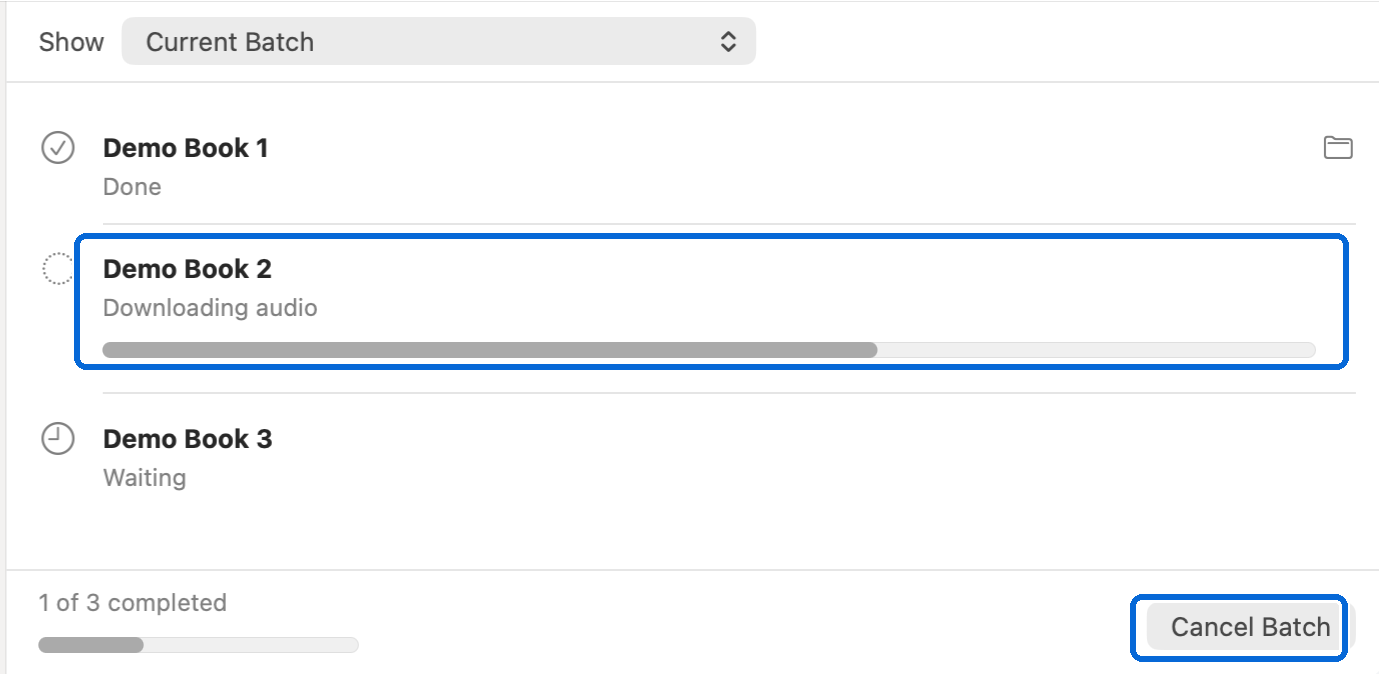 Show Current Batch
Demo Book 1
Done
Demo Book 2
Downloading audio
Demo Book 3
Waiting
1 of 3 completed
Cancel Batch